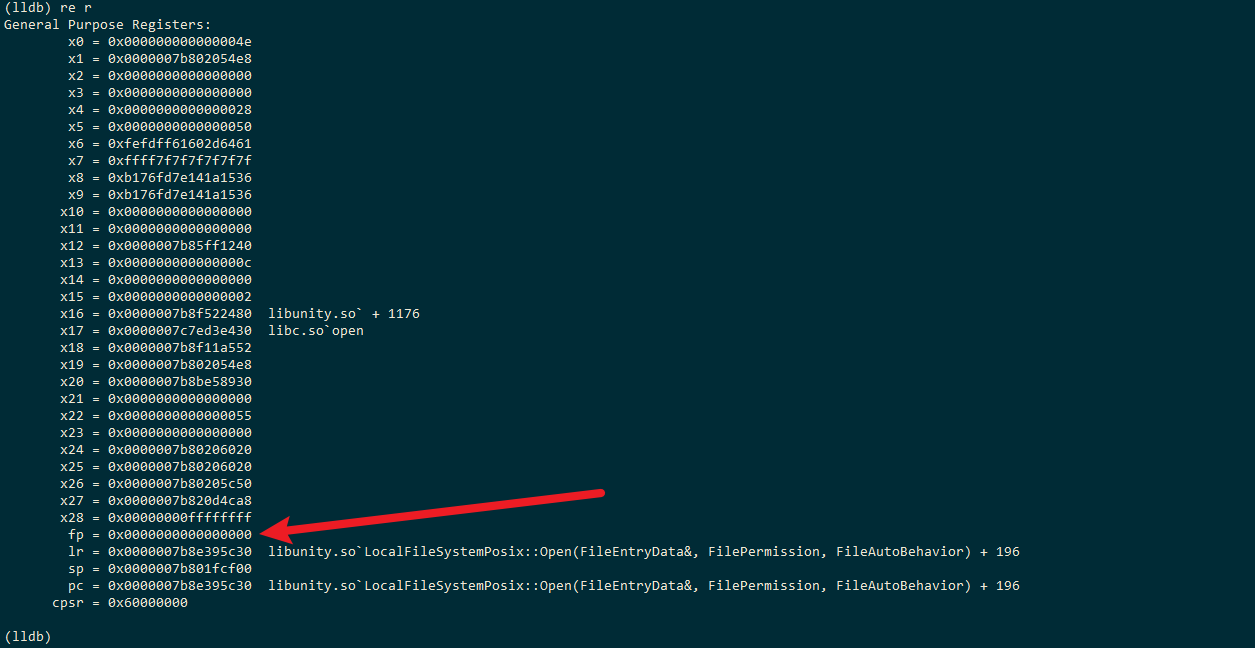 (lldb) re r
General Purpose Registers:
x0 = 0x000000000000004e
x1 = 0x0000007b802054e8
x2 = 0x0000000000000000
x3 = 0x0000000000000000
x4 = 0x0000000000000028
x5 = 0x0000000000000050
x6 = 0xfefdff61602d6461
x7 = 0xffff7f7f7f7f7f7f
x8 = 0xb176fd7e141a1536
x9 = 0xb176fd7e141a1536
x10 = 0x0000000000000000
x11 = 0x0000000000000000
x12 = 0x0000007b85ff1240
x13 = 0x000000000000000c
x14 = 0x0000000000000000
x15 = 0x0000000000000002
x16 = 0x0000007b8f522480  libunity.so` + 1176
x17 = 0x0000007c7ed3e430  libc.so`open
x18 = 0x0000007b8f11a552
x19 = 0x0000007b802054e8
x20 = 0x0000007b8be58930
x21 = 0x0000000000000000
x22 = 0x0000000000000055
x23 = 0x0000000000000000
x24 = 0x0000007b80206020
x25 = 0x0000007b80206020
x26 = 0x0000007b80205c50
x27 = 0x0000007b820d4ca8
x28 = 0x00000000ffffffff
fp = 0x0000000000000000
lr = 0x0000007b8e395c30  libunity.so`LocalFileSystemPosix::Open(FileEntryData&, FilePermission, FileAutoBehavior) + 196
sp = 0x0000007b801fcf00
pc = 0x0000007b8e395c30  libunity.so`LocalFileSystemPosix::Open(FileEntryData&, FilePermission, FileAutoBehavior) + 196
cpsr = 0x60000000
(lldb)